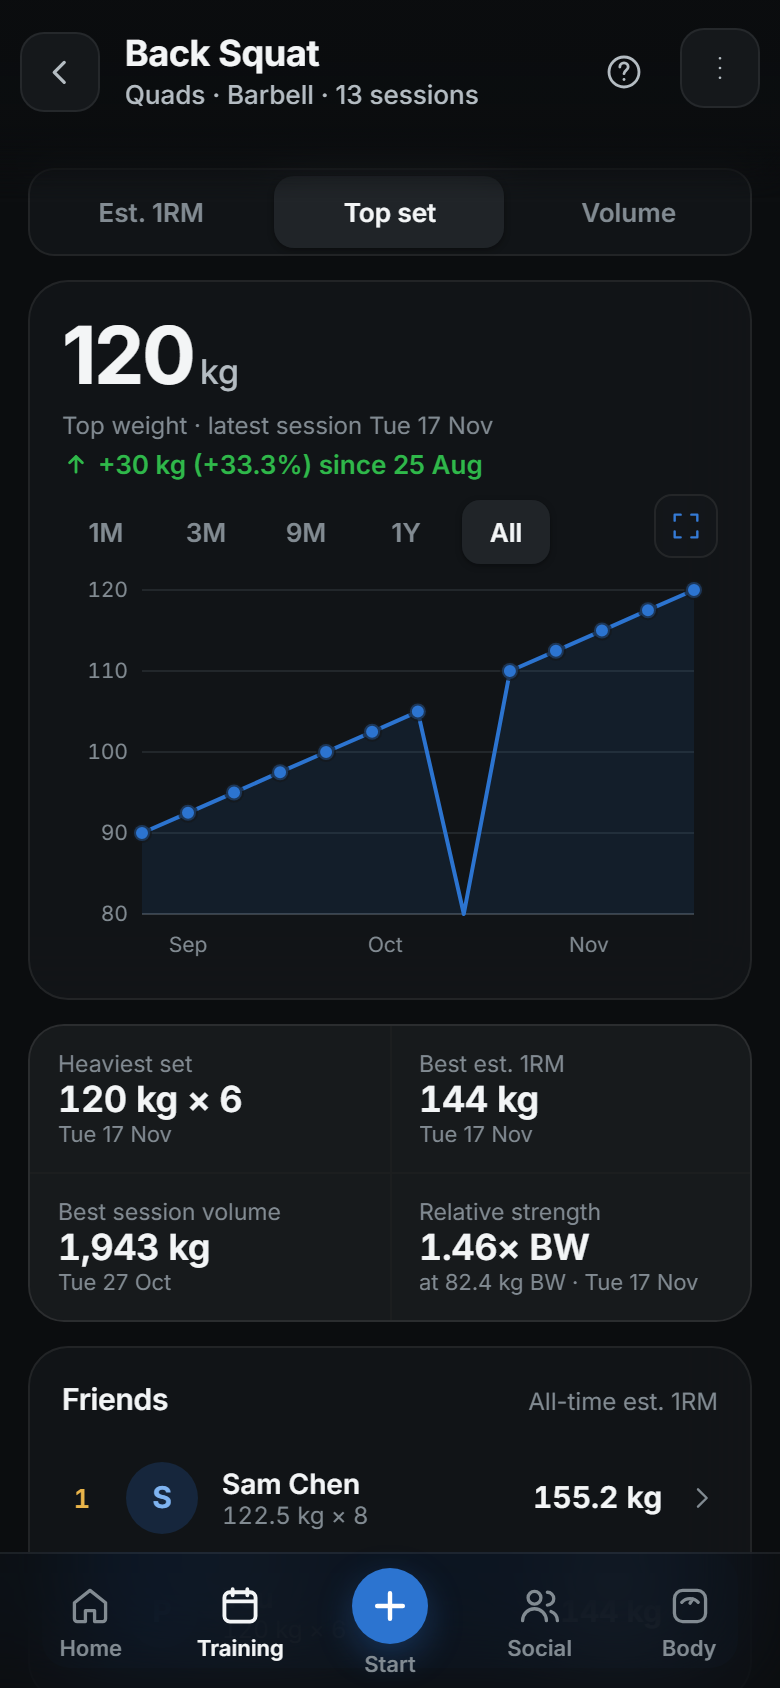 Back Squat
Quads · Barbell · 13 sessions
Est. 1RM
Top set
Volume
120 kg
Top weight · latest session Tue 17 Nov
↑ +30 kg (+33.3%) since 25 Aug
1M 3M 9M 1Y All
120
110
100
90
80
Sep Oct Nov
Heaviest set
120 kg × 6
Tue 17 Nov
Best est. 1RM
144 kg
Tue 17 Nov
Best session volume
1,943 kg
Tue 27 Oct
Relative strength
1.46× BW
at 82.4 kg BW · Tue 17 Nov
Friends
All-time est. 1RM
1
S
Sam Chen
122.5 kg × 8
155.2 kg
144 kg
Home
Training
Start
Social
Body